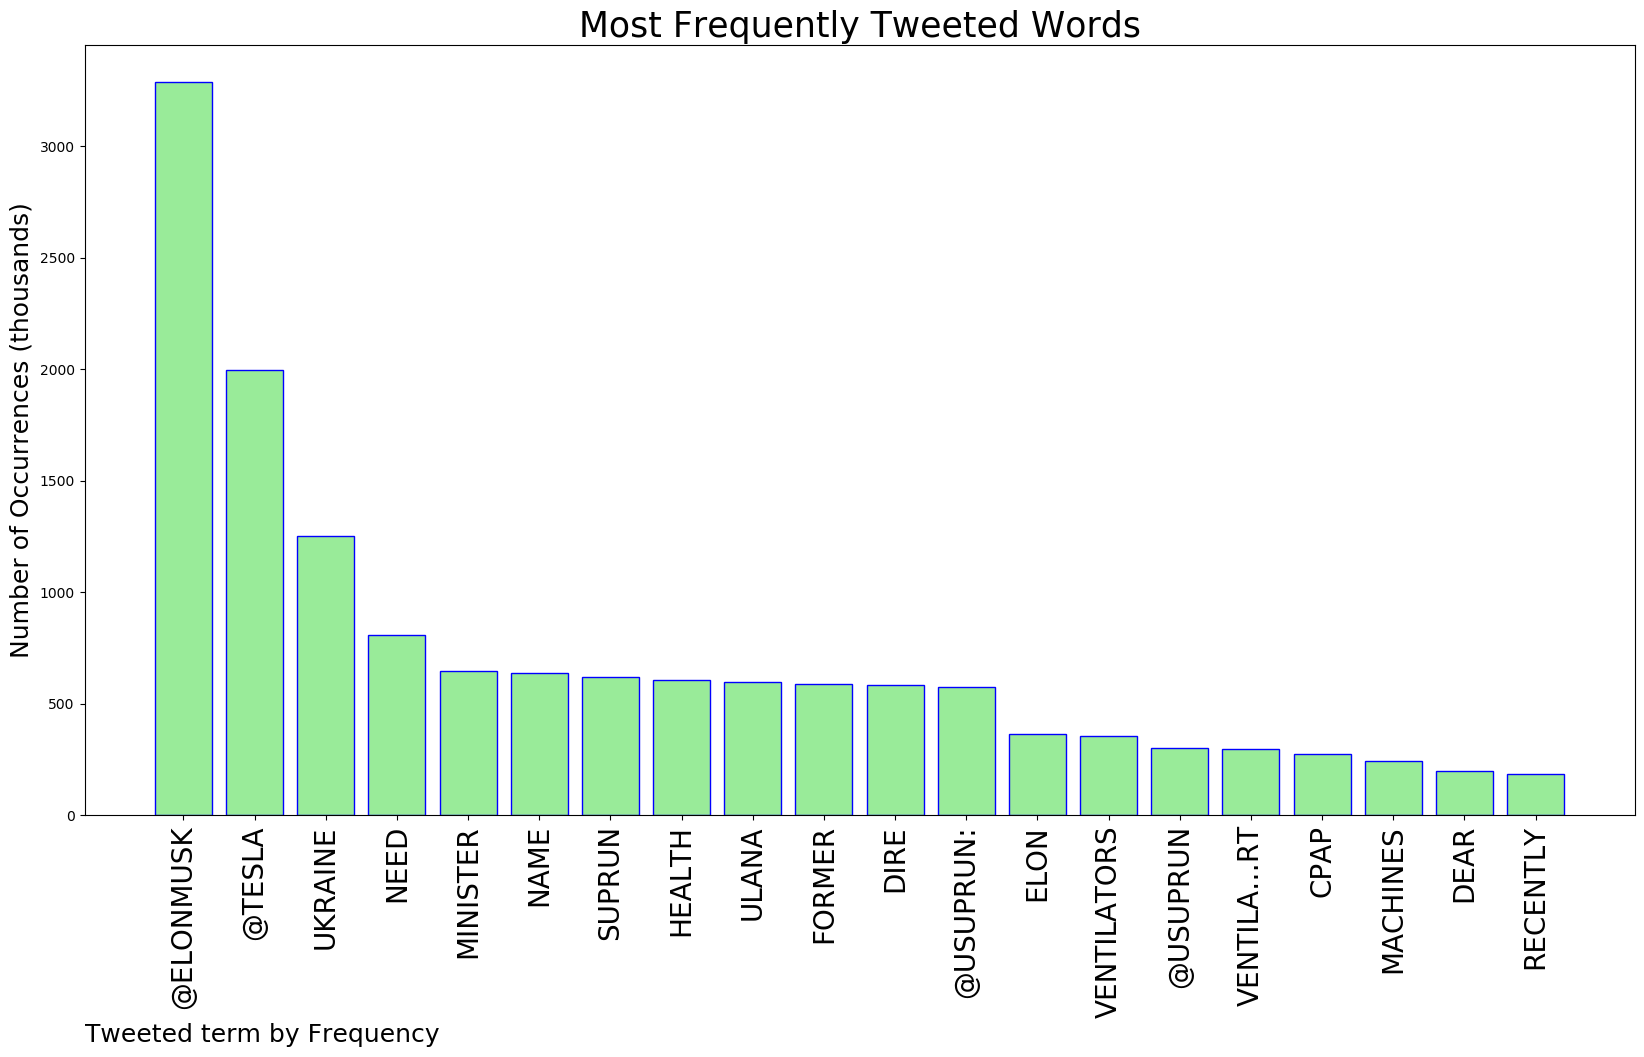 Most Frequently Tweeted Words
Number of Occurrences (thousands)
3000
2500
2000
1500
1000
500
0
@ELONMUSK
@TESLA
UKRAINE
NEED
MINISTER
NAME
SUPRUN
HEALTH
ULANA
FORMER
DIRE
@USUPRUN:
ELON
VENTILATORS
@USUPRUN
VENTILA...RT
CPAP
MACHINES
DEAR
RECENTLY
Tweeted term by Frequency